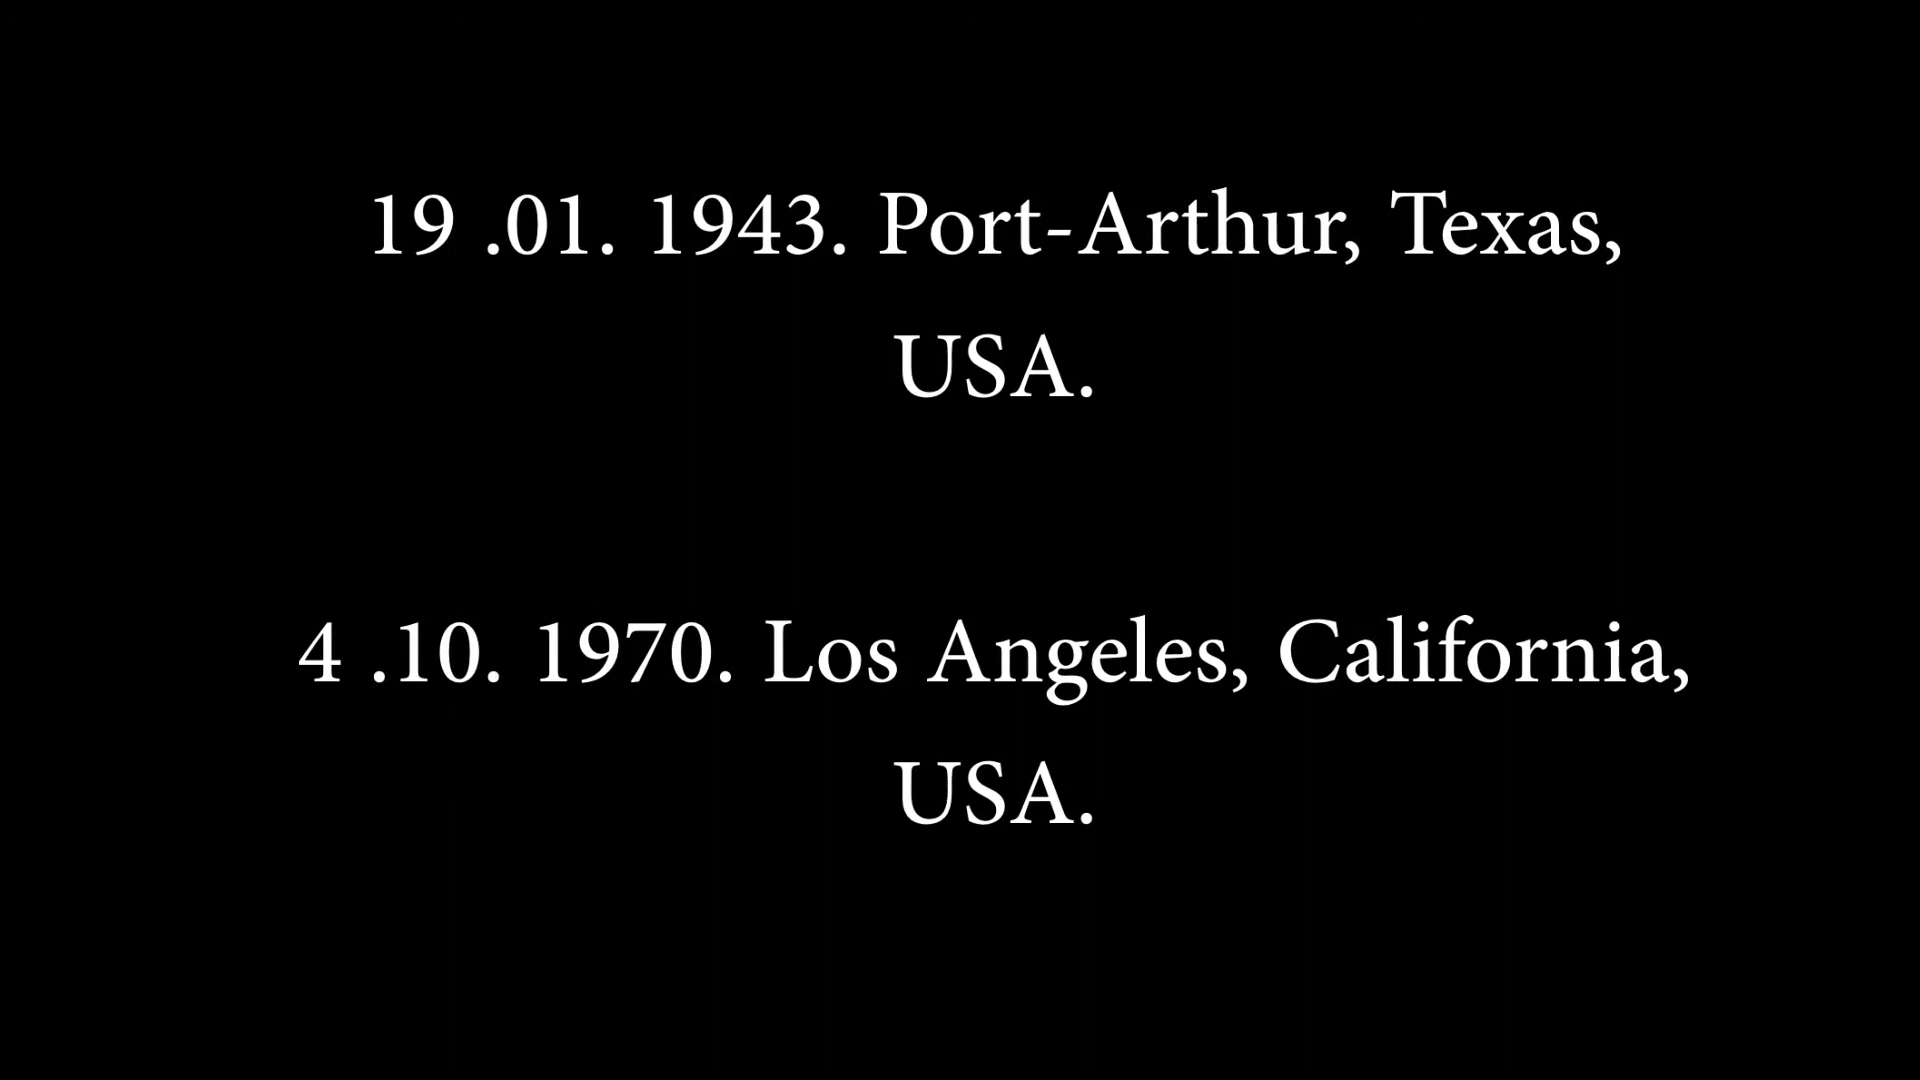 19 .01. 1943. Port-Arthur, Texas,
USA.
4 .10. 1970. Los Angeles, California,
USA.